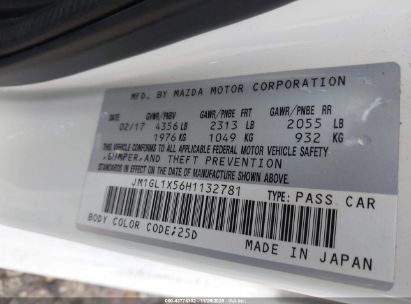 MFD. BY MAZDA MOTOR CORPORATION
GVWR/PNBV GAWR/PNBE FRT GAWR/PNBE RR
02/17 4356 LB 2313 LB 2055 LB
1976 KG 1049 KG 932 KG
THIS VEHICLE CONFORMS TO ALL APPLICABLE FEDERAL MOTOR VEHICLE SAFETY
,BUMPER,AND THEFT PREVENTION
STANDARDS IN EFFECT ON THE DATE OF MANUFACTURE SHOWN ABOVE.
JM1GL1X56H1132781 TYPE: PASS CAR
BODY COLOR CODE:25D
MADE IN JAPAN